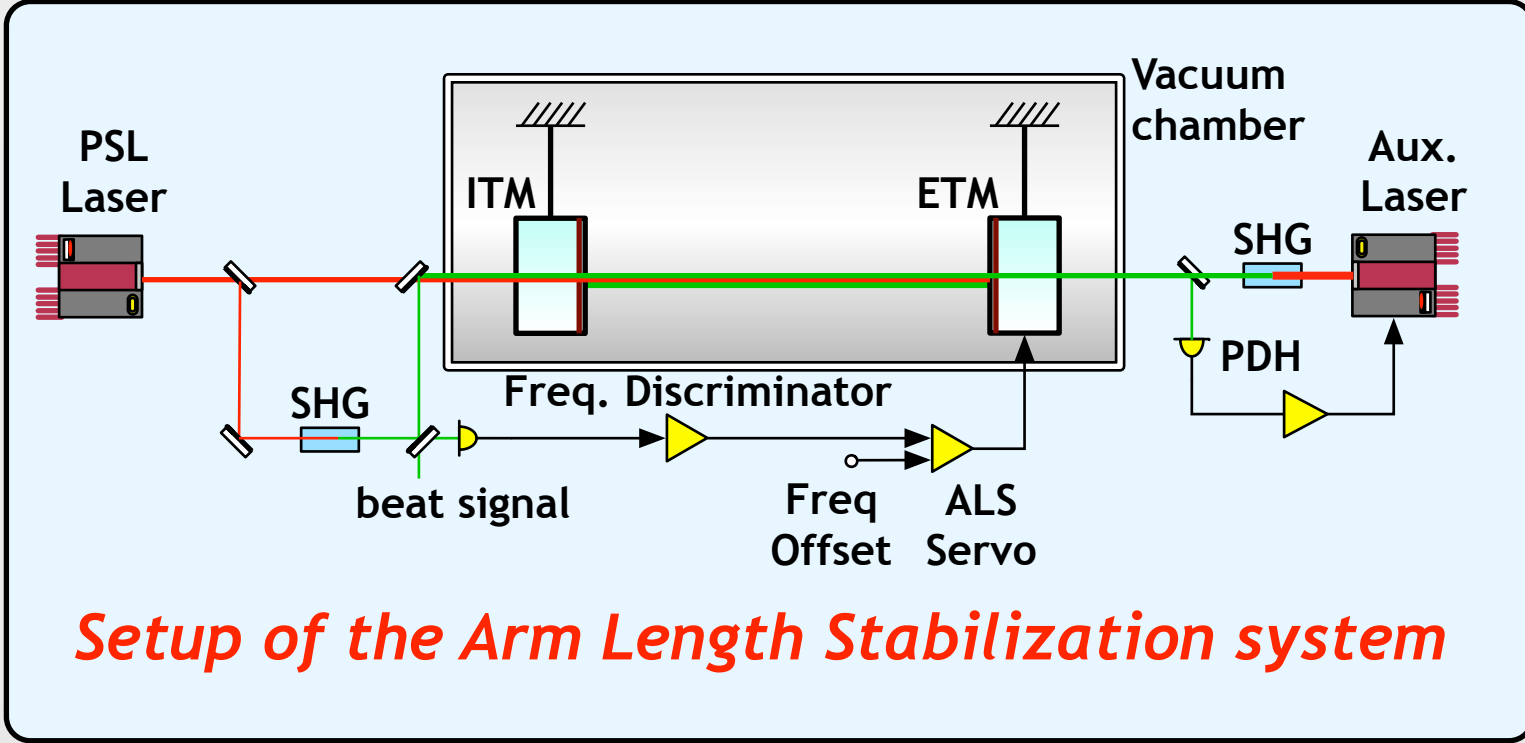 Vacuum
chamber
PSL
Laser
ITM
ETM
Aux.
Laser
SHG
PDH
SHG
Freq. Discriminator
beat signal
Freq
Offset
ALS
Servo
Setup of the Arm Length Stabilization system